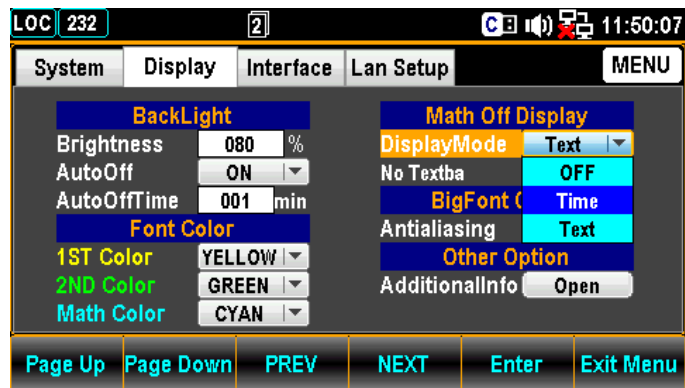 LOC 232 2 C 11:50:07
System Display Interface Lan Setup MENU
BackLight
Brightness 080 %
AutoOff ON
AutoOffTime 001 min
Font Color
1ST Color YELLOW
2ND Color GREEN
Math Color CYAN
Math Off Display
DisplayMode Text
No Textba OFF
BigFont Time
Antialiasing Text
Other Option
AdditionalInfo Open
Page Up Page Down PREV NEXT Enter Exit Menu